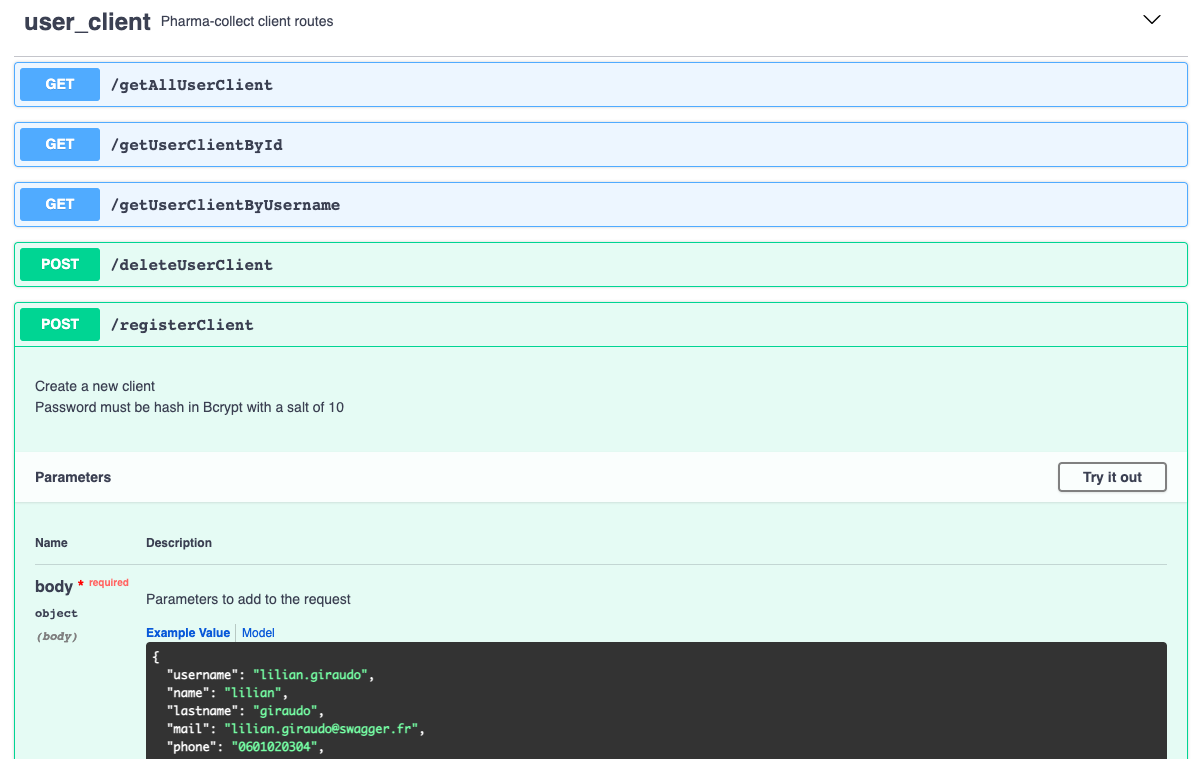 user_client Pharma-collect client routes
GET /getAllUserClient
GET /getUserClientById
GET /getUserClientByUsername
POST /deleteUserClient
POST /registerClient
Create a new client
Password must be hash in Bcrypt with a salt of 10
Parameters Try it out
Name Description
body * required
Parameters to add to the request
object
(body)
Example Value Model
{
"username": "lilian.giraudo",
"name": "lilian",
"lastname": "giraudo",
"mail": "lilian.giraudo@swagger.fr",
"phone": "0601020304",